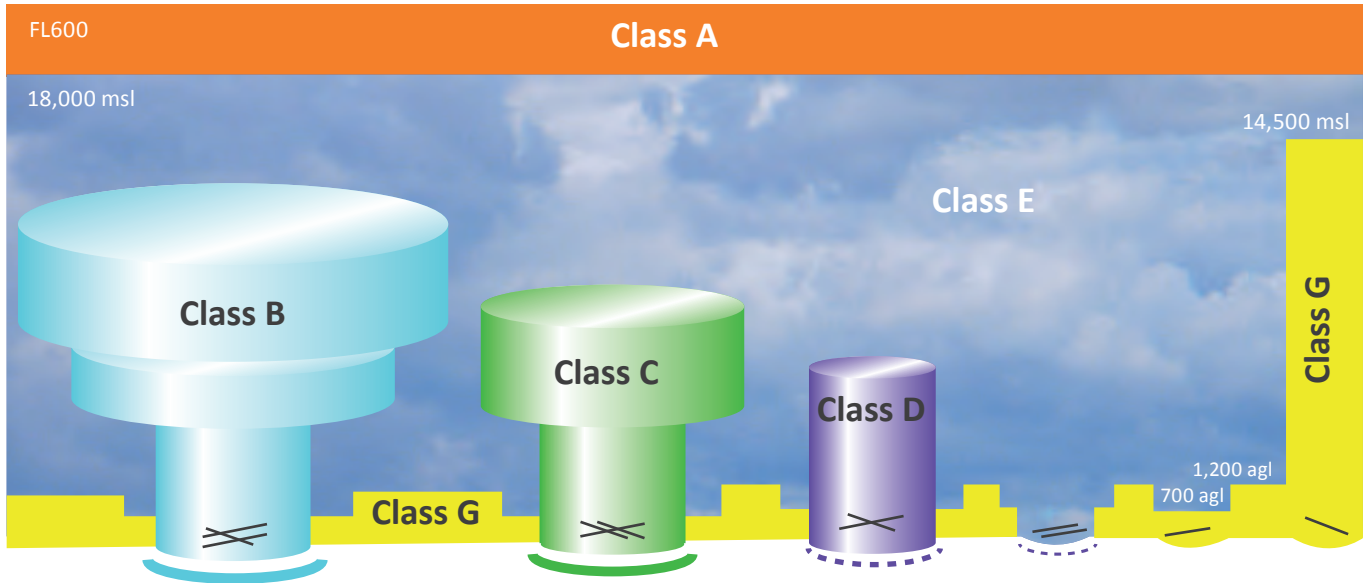 FL600
Class A
18,000 msl
14,500 msl
Class E
Class B
Class G
Class C
Class D
1,200 agl
700 agl
Class G